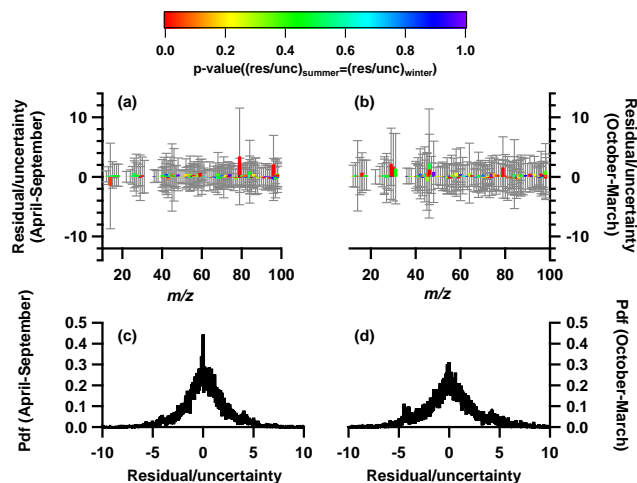 0.0 0.2 0.4 0.6 0.8 1.0
p-value((res/unc)summer=(res/unc)winter)
(a)
(b)
Residual/uncertainty
(April-September)
10
0
-10
20 40 60 80 100
m/z
20 40 60 80 100
m/z
10
0
-10
Residual/uncertainty
(October-March)
(c)
(d)
Pdf (April-September)
0.5
0.4
0.3
0.2
0.1
0.0
-10 -5 0 5 10
Residual/uncertainty
-10 -5 0 5 10
Residual/uncertainty
0.5
0.4
0.3
0.2
0.1
0.0
Pdf (October-March)